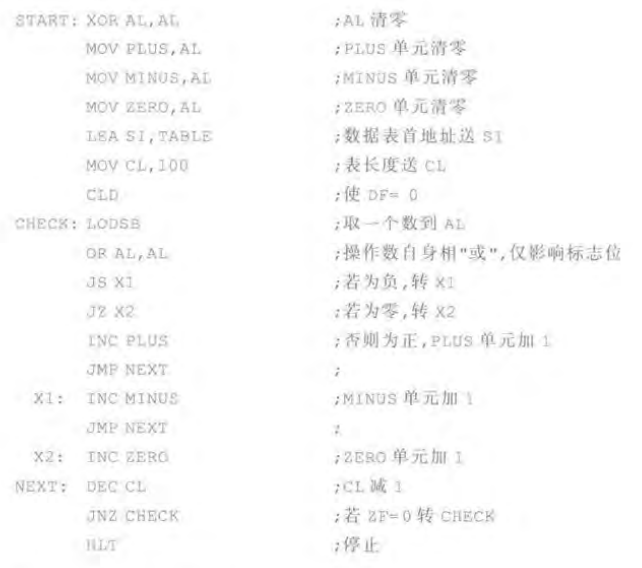 START: XOR AL,AL ;AL 清零
MOV PLUS,AL ;PLUS 单元清零
MOV MINUS,AL ;MINUS 单元清零
MOV ZERO,AL ;ZERO 单元清零
LEA SI,TABLE ;数据表首地址送 SI
MOV CL,100 ;表长度送 CL
CLD ;使 DF= 0
CHECK: LODSB ;取一个数到 AL
OR AL,AL ;操作数自身相"或",仅影响标志位
JS X1 ;若为负,转 X1
JZ X2 ;若为零,转 X2
INC PLUS ;否则为正,PLUS 单元加 1
JMP NEXT ;
X1: INC MINUS ;MINUS 单元加 1
JMP NEXT ;
X2: INC ZERO ;ZERO 单元加 1
NEXT: DEC CL ;CL 减 1
JNZ CHECK ;若 ZF=0 转 CHECK
HLT ;停止